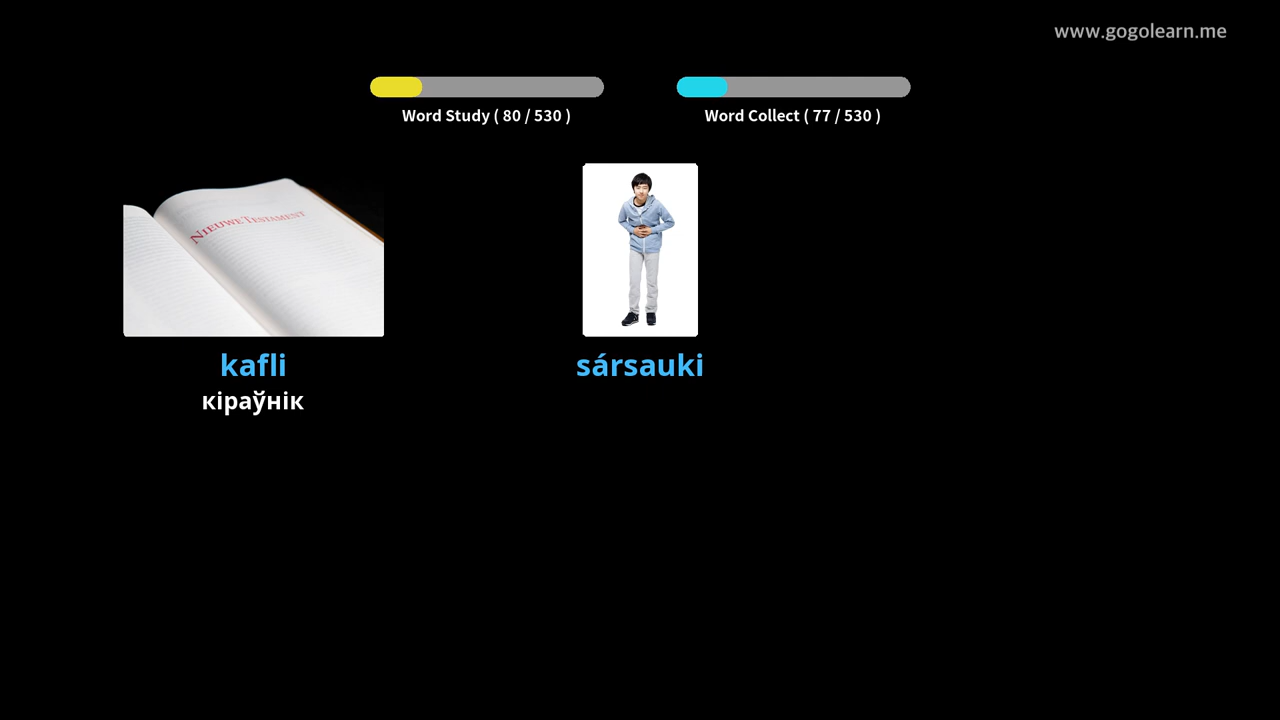 www.gogolearn.me
Word Study ( 80 / 530 )
Word Collect ( 77 / 530 )
NIEUWE TESTAMENT
kafli
sársauki
кіраўнік